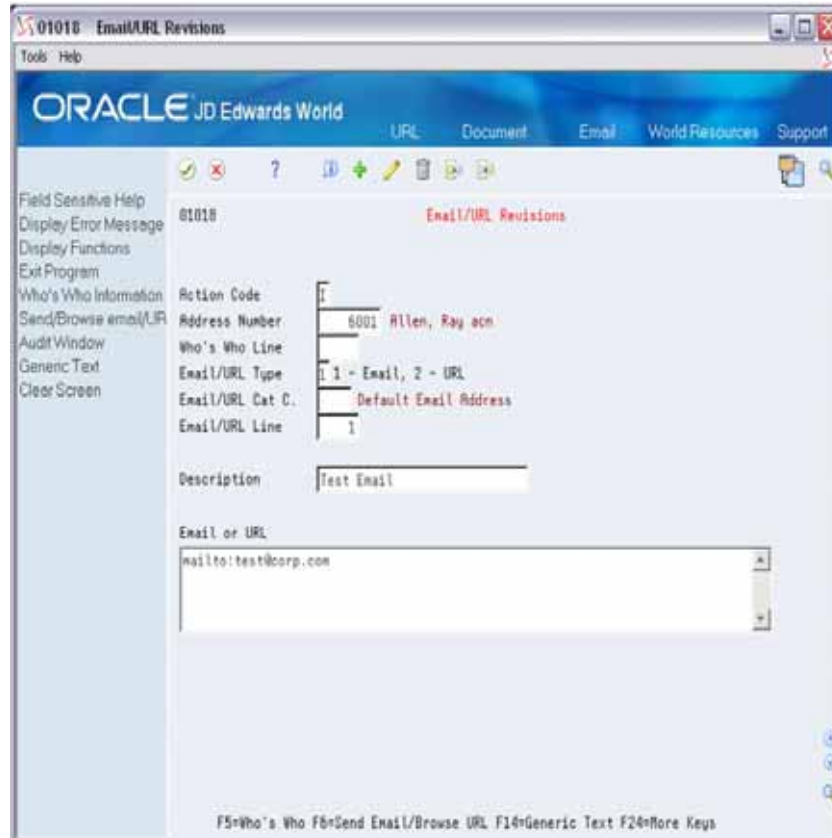 01018 Email/URL Revisions
Tools Help
ORACLE JD Edwards World
URL Document Email World Resources Support
Field Sensitive Help
Display Error Message
Display Functions
Exit Program
Who's Who Information
Send/Browse email/UR
Audit Window
Generic Text
Clear Screen
?
01018 Email/URL Revisions
Action Code I
Address Number 6001 Allen, Ray acn
Who's Who Line
Email/URL Type 1 1 - Email, 2 - URL
Email/URL Cat C. Default Email Address
Email/URL Line 1
Description Test Email
Email or URL
mailto:test@corp.com
F5=Who's Who F6=Send Email/Browse URL F14=Generic Text F24=More Keys